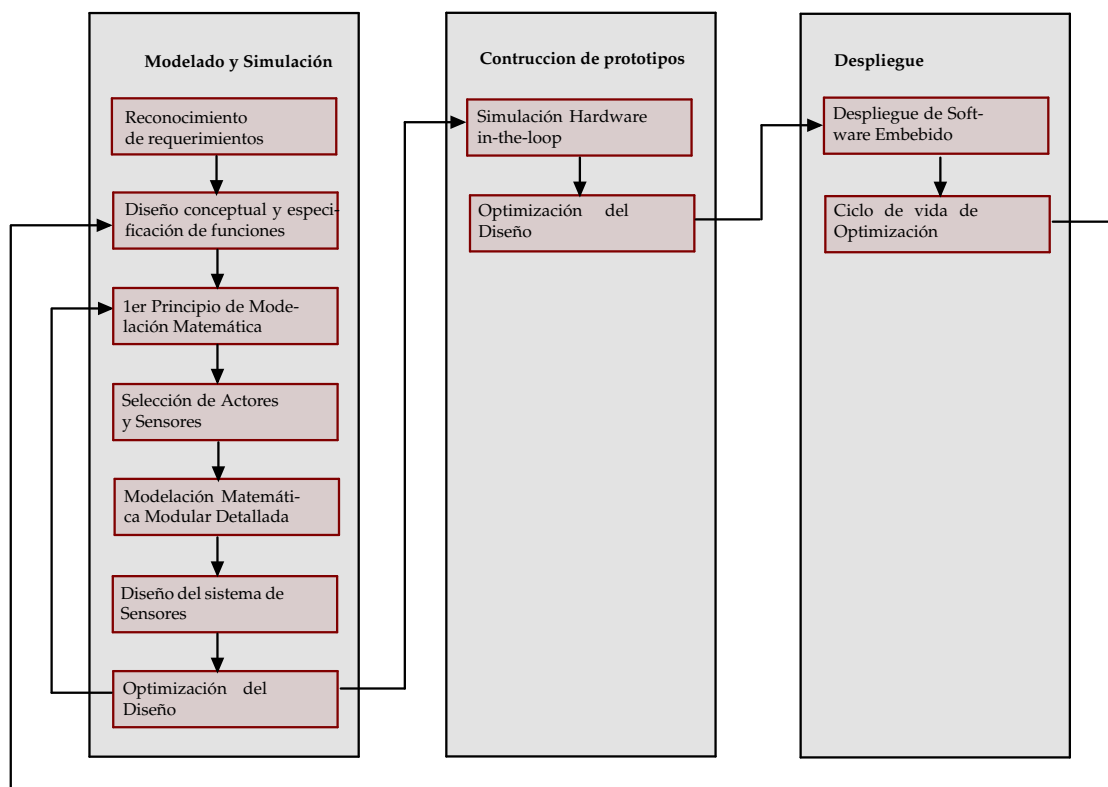 Modelado y Simulación
Reconocimiento
de requerimientos
Diseño conceptual y especi-
ficación de funciones
1er Principio de Mode-
lación Matemática
Selección de Actores
y Sensores
Modelación Matemáti-
ca Modular Detallada
Diseño del sistema de
Sensores
Optimización del
Diseño
Contruccion de prototipos
Simulación Hardware
in-the-loop
Optimización del
Diseño
Despliegue
Despliegue de Soft-
ware Embebido
Ciclo de vida de
Optimización